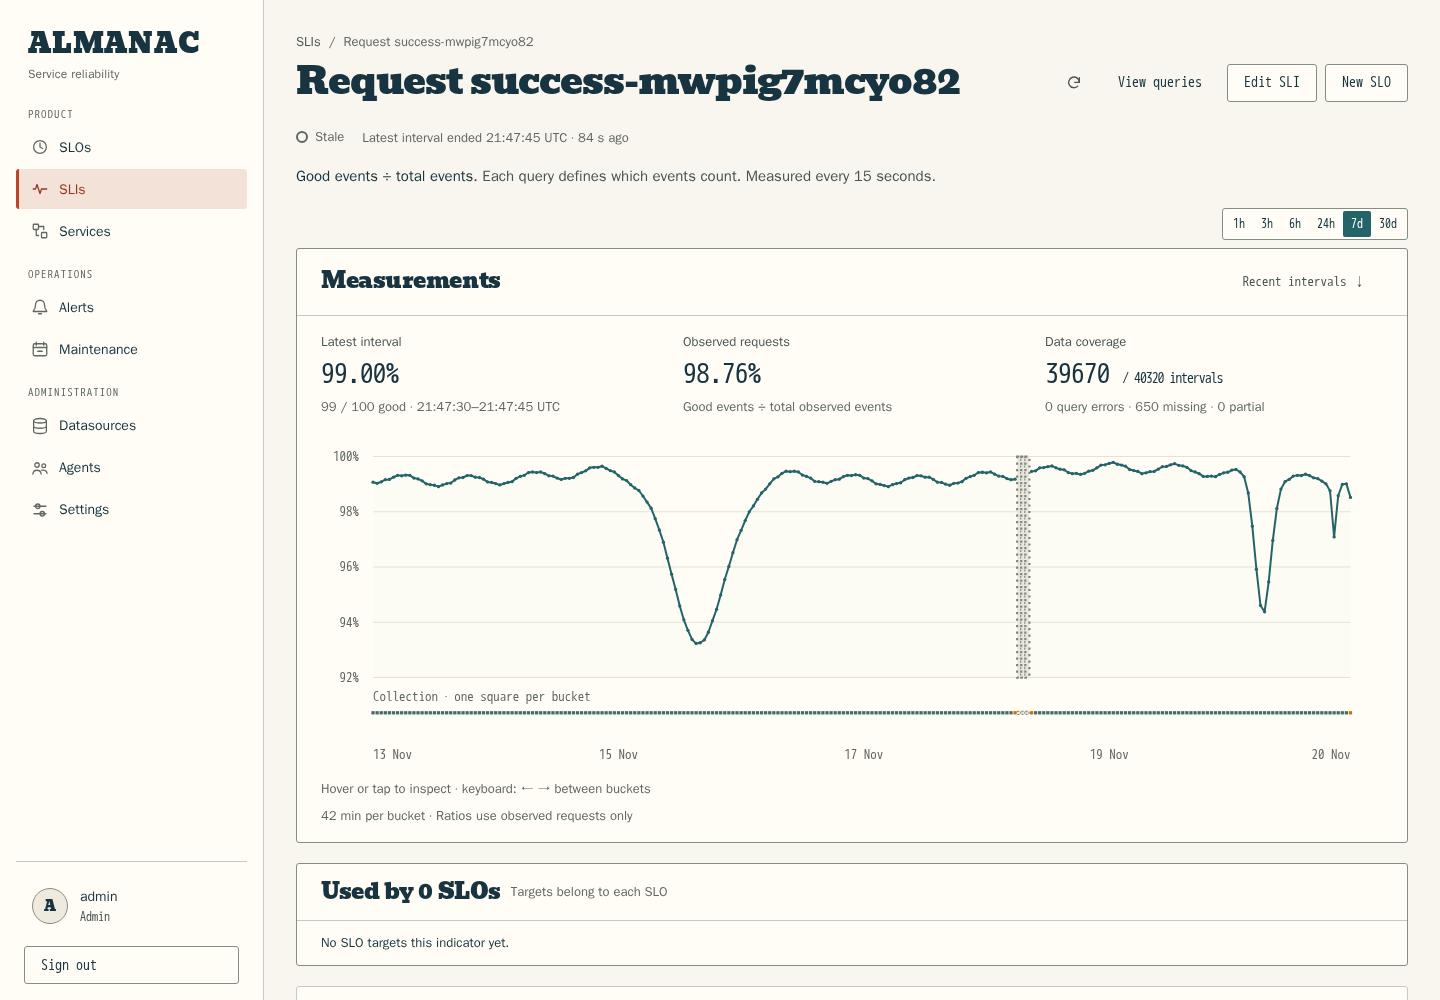 ALMANAC
Service reliability
PRODUCT
SLOs
SLIs
Services
OPERATIONS
Alerts
Maintenance
ADMINISTRATION
Datasources
Agents
Settings
A
admin
Admin
Sign out
SLIs / Request success-mwpig7mcyo82
Request success-mwpig7mcyo82
View queries
Edit SLI
New SLO
Stale
Latest interval ended 21:47:45 UTC · 84 s ago
Good events ÷ total events. Each query defines which events count. Measured every 15 seconds.
1h 3h 6h 24h 7d 30d
Measurements
Recent intervals ↓
Latest interval
99.00%
99 / 100 good · 21:47:30–21:47:45 UTC
Observed requests
98.76%
Good events ÷ total observed events
Data coverage
39670 / 40320 intervals
0 query errors · 650 missing · 0 partial
100%
98%
96%
94%
92%
Collection · one square per bucket
13 Nov 15 Nov 17 Nov 19 Nov 20 Nov
Hover or tap to inspect · keyboard: ← → between buckets
42 min per bucket · Ratios use observed requests only
Used by 0 SLOs
Targets belong to each SLO
No SLO targets this indicator yet.